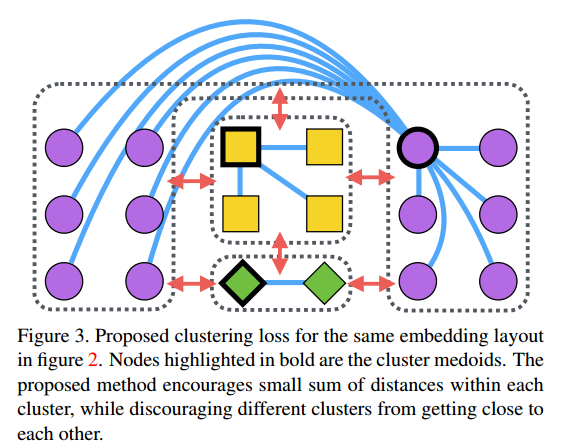 Figure 3. Proposed clustering loss for the same embedding layout
in figure 2. Nodes highlighted in bold are the cluster medoids. The
proposed method encourages small sum of distances within each
cluster, while discouraging different clusters from getting close to
each other.